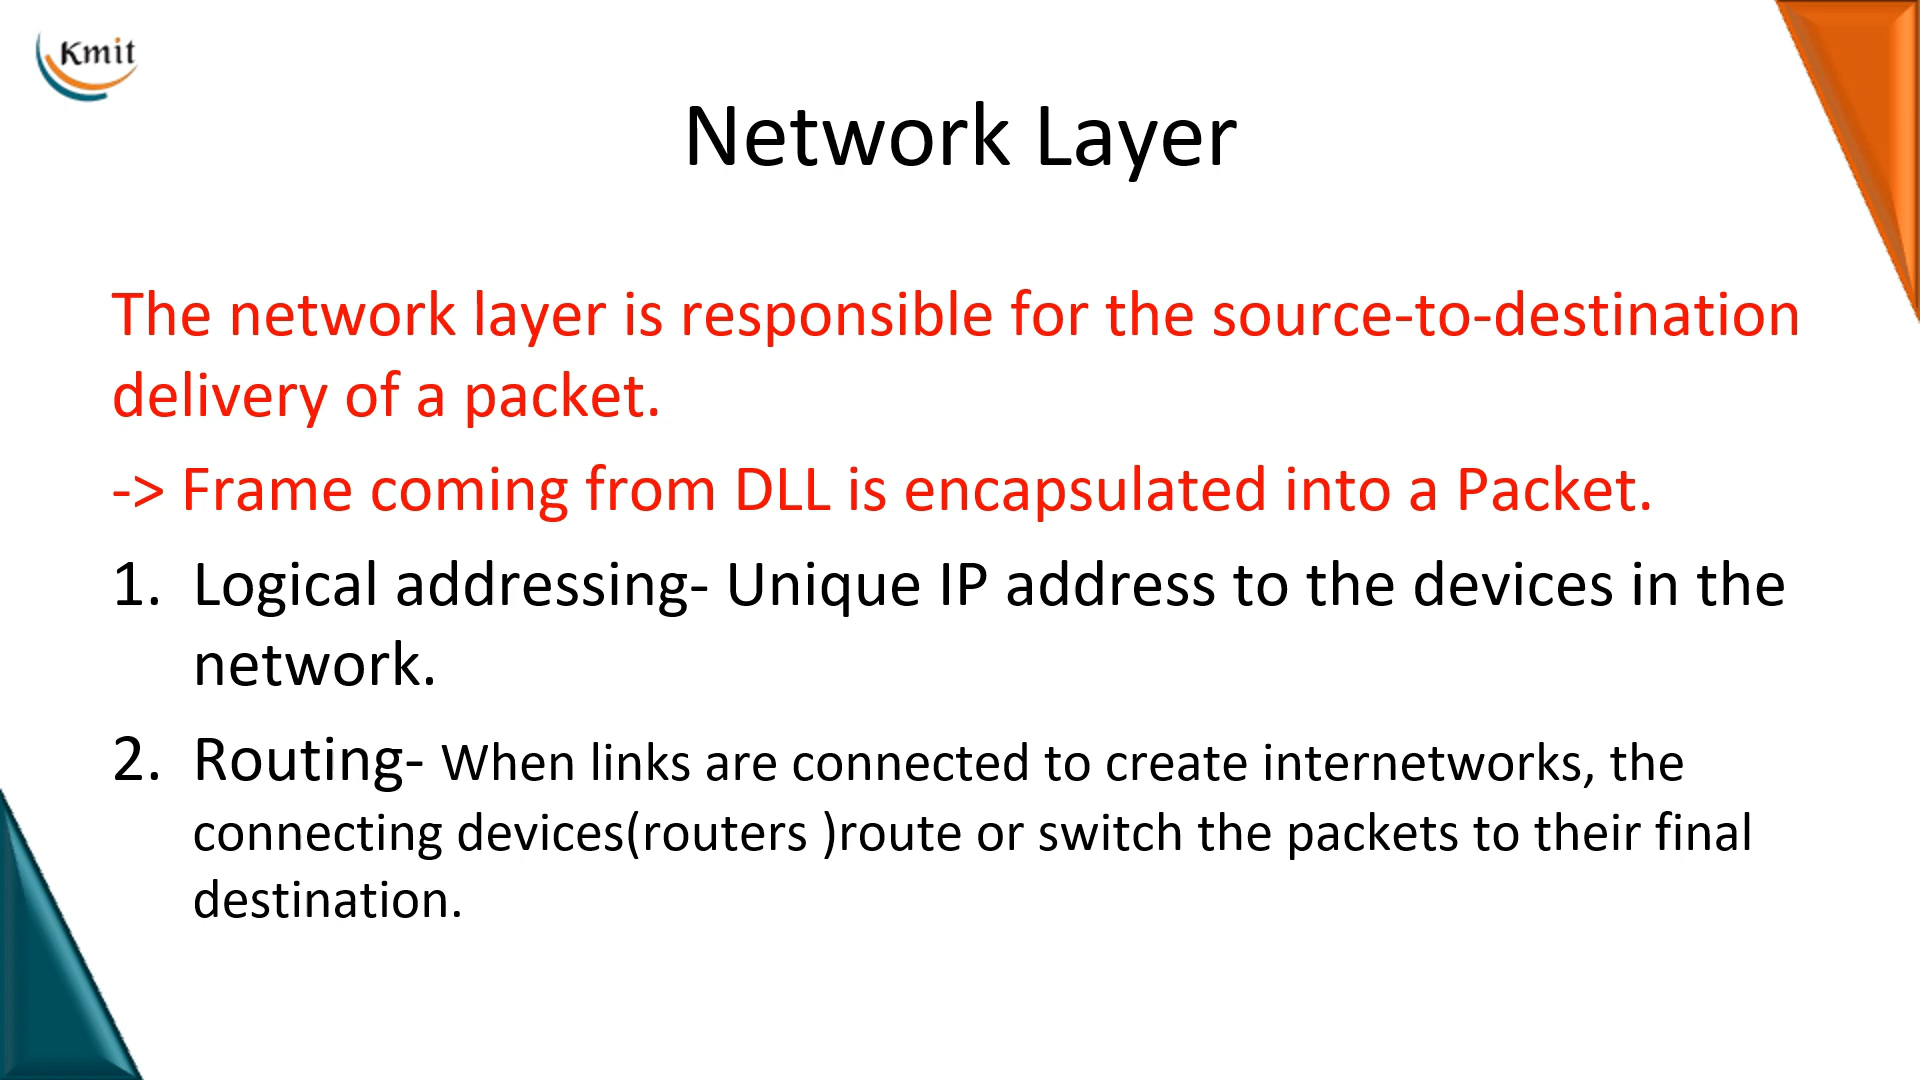 Kmit
Network Layer
The network layer is responsible for the source-to-destination
delivery of a packet.
-> Frame coming from DLL is encapsulated into a Packet.
1. Logical addressing- Unique IP address to the devices in the
network.
2. Routing- When links are connected to create internetworks, the
connecting devices(routers )route or switch the packets to their final
destination.